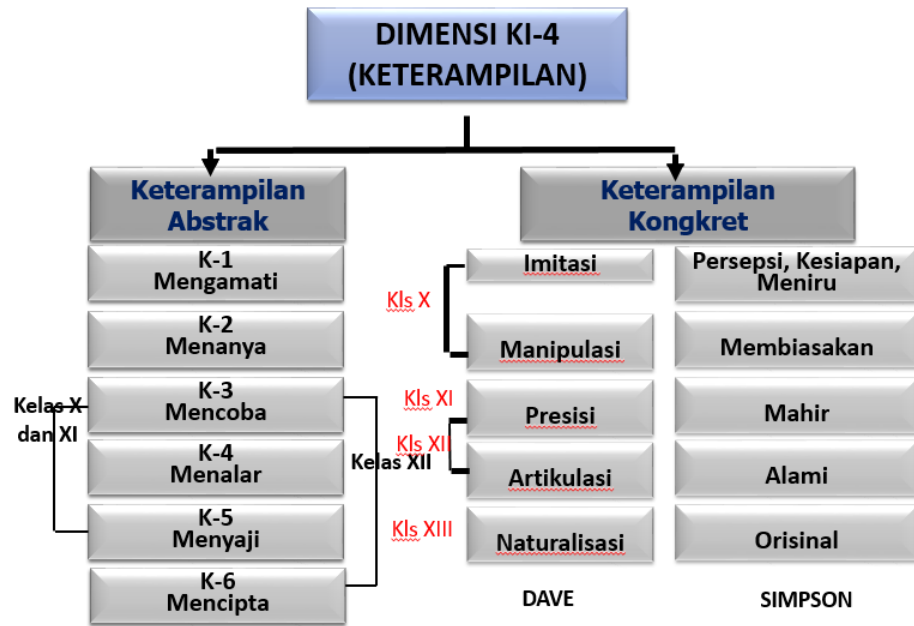 DIMENSI KI-4
(KETERAMPILAN)
Keterampilan
Abstrak
K-1
Mengamati
K-2
Menanya
K-3
Mencoba
K-4
Menalar
K-5
Menyaji
K-6
Mencipta
Kelas X
dan XI
Kelas XII
Keterampilan
Kongkret
Kls X
Kls XI
Kls XII
Kls XIII
Imitasi
Manipulasi
Presisi
Artikulasi
Naturalisasi
DAVE
Persepsi, Kesiapan,
Meniru
Membiasakan
Mahir
Alami
Orisinal
SIMPSON